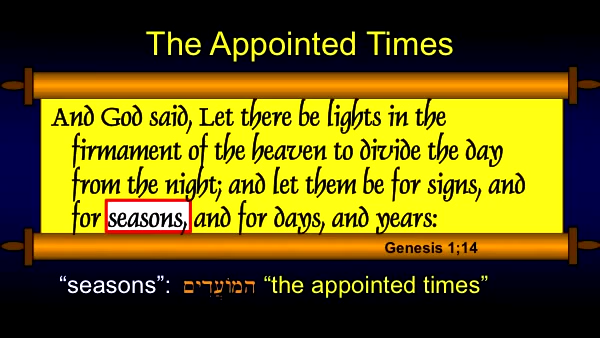 The Appointed Times
And God said, Let there be lights in the
firmament of the heaven to divide the day
from the night; and let them be for signs, and
for seasons, and for days, and years:
Genesis 1;14
“seasons”: המוֹעֲדִים “the appointed times”